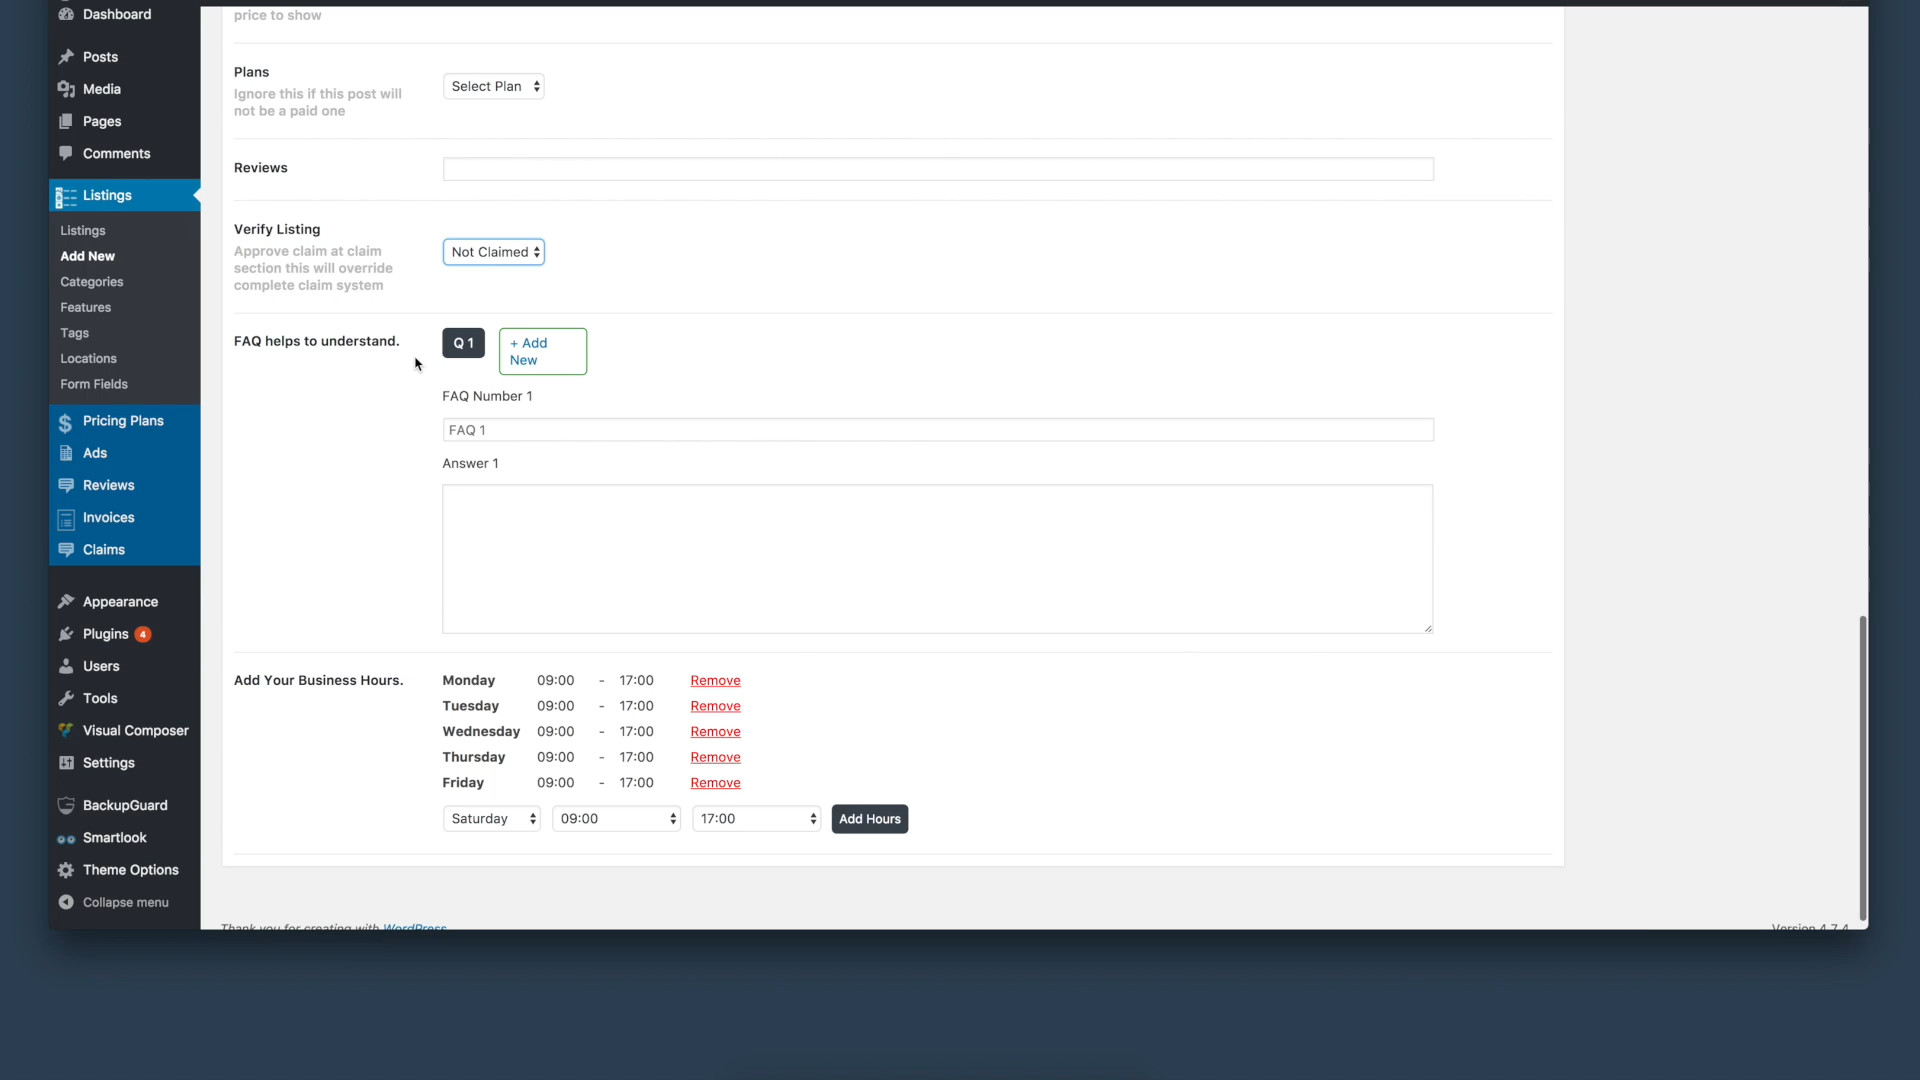 Dashboard
Posts
Media
Pages
Comments
Listings
Listings
Add New
Categories
Features
Tags
Locations
Form Fields
Pricing Plans
Ads
Reviews
Invoices
Claims
Appearance
Plugins 4
Users
Tools
Visual Composer
Settings
BackupGuard
Smartlook
Theme Options
Collapse menu
price to show
Plans
Ignore this if this post will
not be a paid one
Select Plan
Reviews
Verify Listing
Approve claim at claim
section this will override
complete claim system
Not Claimed
FAQ helps to understand.
Q 1
+ Add
New
FAQ Number 1
FAQ 1
Answer 1
Add Your Business Hours.
Monday 09:00 - 17:00 Remove
Tuesday 09:00 - 17:00 Remove
Wednesday 09:00 - 17:00 Remove
Thursday 09:00 - 17:00 Remove
Friday 09:00 - 17:00 Remove
Saturday 09:00 17:00 Add Hours
Thank you for creating with WordPress
Version 4.7.4